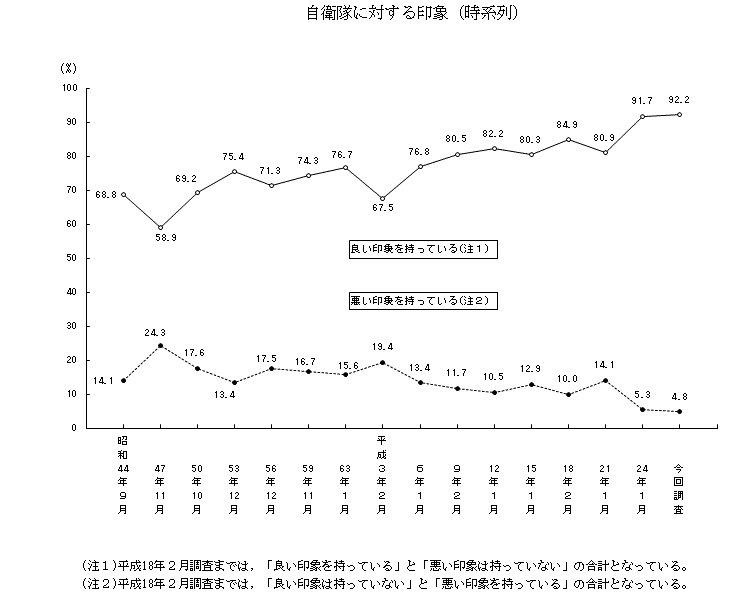 自衛隊に対する印象（時系列）
(%)
100
90
80
70
60
50
40
30
20
10
0
68.8
58.9
69.2
75.4
71.3
74.3
76.7
67.5
76.8
80.5
82.2
80.3
84.9
80.9
91.7
92.2
良い印象を持っている(注１)
悪い印象を持っている(注２)
14.1
24.3
17.6
13.4
17.5
16.7
15.6
19.4
13.4
11.7
10.5
12.9
10.0
14.1
5.3
4.8
昭和44年９月
47年11月
50年10月
53年12月
56年12月
59年11月
63年１月
平成３年２月
６年１月
９年２月
12年１月
15年１月
18年２月
21年１月
24年１月
今回調査
(注１)平成18年２月調査までは，「良い印象を持っている」と「悪い印象は持っていない」の合計となっている。
(注２)平成18年２月調査までは，「良い印象は持っていない」と「悪い印象を持っている」の合計となっている。